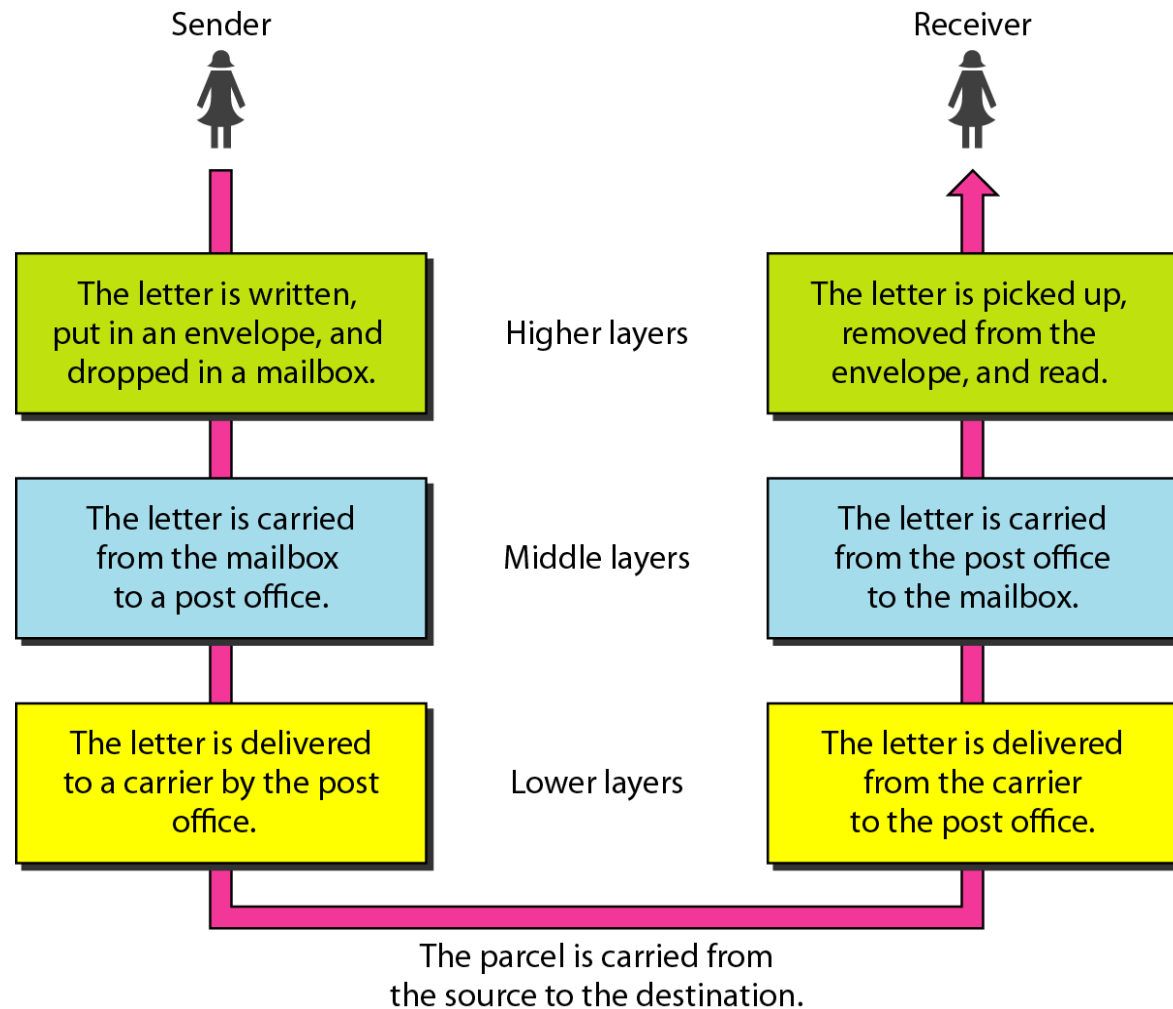 Sender
Receiver
The letter is written,
put in an envelope, and
dropped in a mailbox.
Higher layers
The letter is picked up,
removed from the
envelope, and read.
The letter is carried
from the mailbox
to a post office.
Middle layers
The letter is carried
from the post office
to the mailbox.
The letter is delivered
to a carrier by the post
office.
Lower layers
The letter is delivered
from the carrier
to the post office.
The parcel is carried from
the source to the destination.